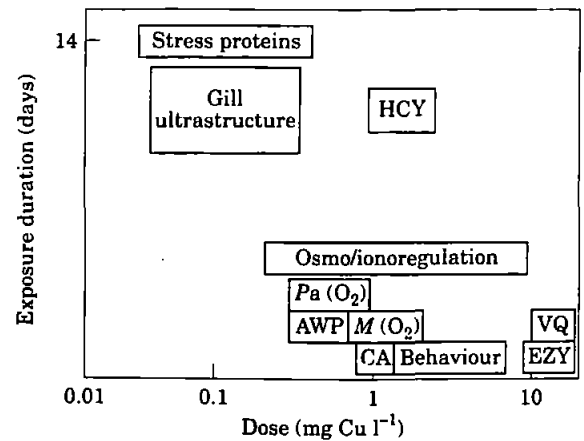 14
Stress proteins
Gill
ultrastructure
HCY
Exposure duration (days)
Osmo/ionoregulation
Pa (O₂)
AWP
M (O₂)
VQ
CA
Behaviour
EZY
0.01
0.1
1
10
Dose (mg Cu l⁻¹)